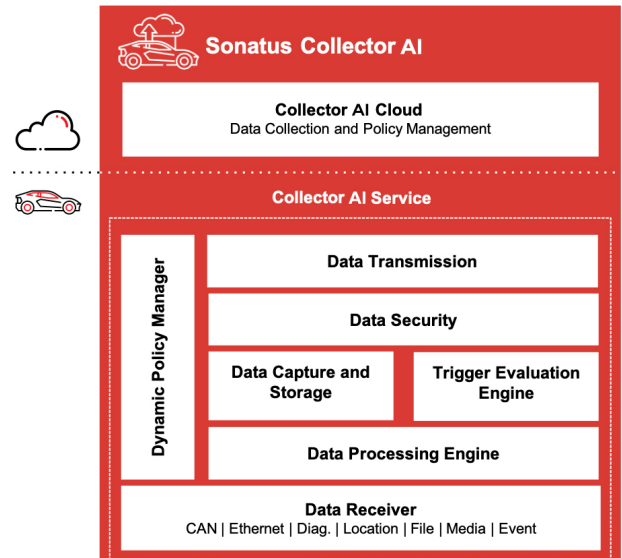 Sonatus Collector AI
Collector AI Cloud
Data Collection and Policy Management
Collector AI Service
Dynamic Policy Manager
Data Transmission
Data Security
Data Capture and
Storage
Trigger Evaluation
Engine
Data Processing Engine
Data Receiver
CAN | Ethernet | Diag. | Location | File | Media | Event